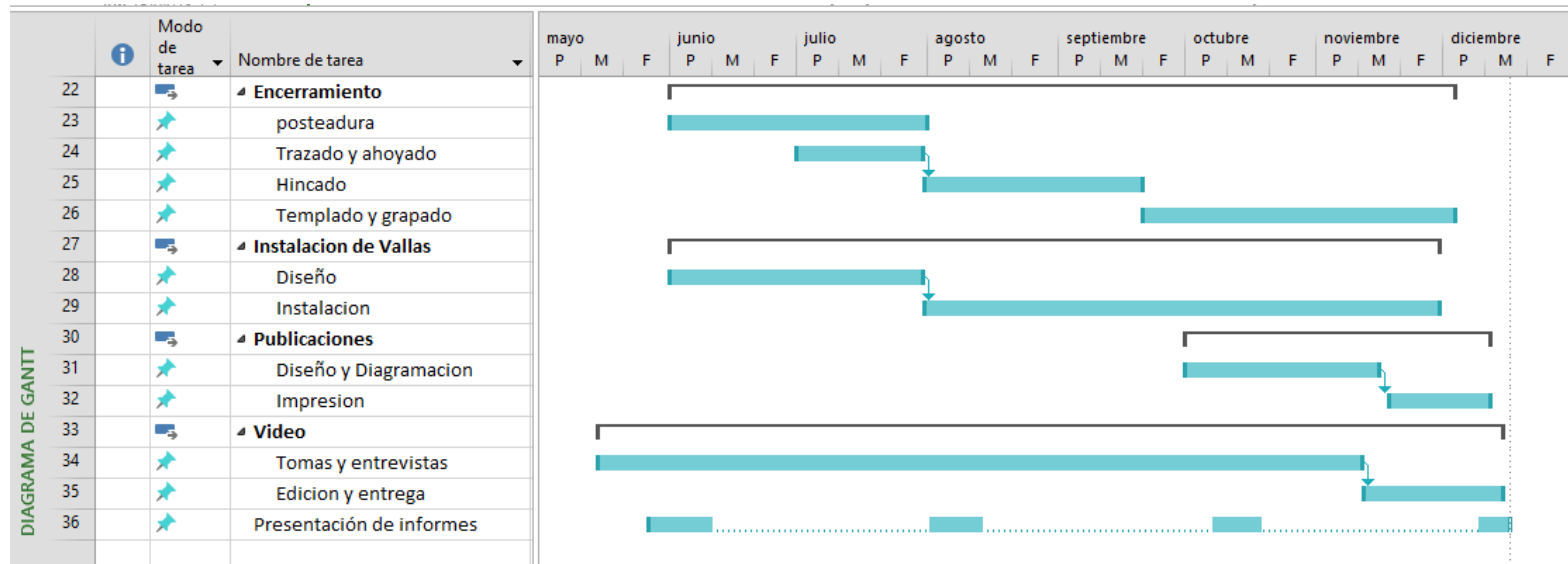 Modo de tarea Nombre de tarea
mayo junio julio agosto septiembre octubre noviembre diciembre
P M F P M F P M F P M F P M F P M F P M F P M F
22 Encerramiento
23 posteadura
24 Trazado y ahoyado
25 Hincado
26 Templado y grapado
27 Instalacion de Vallas
28 Diseño
29 Instalacion
30 Publicaciones
31 Diseño y Diagramacion
32 Impresion
33 Video
34 Tomas y entrevistas
35 Edicion y entrega
36 Presentación de informes
DIAGRAMA DE GANTT